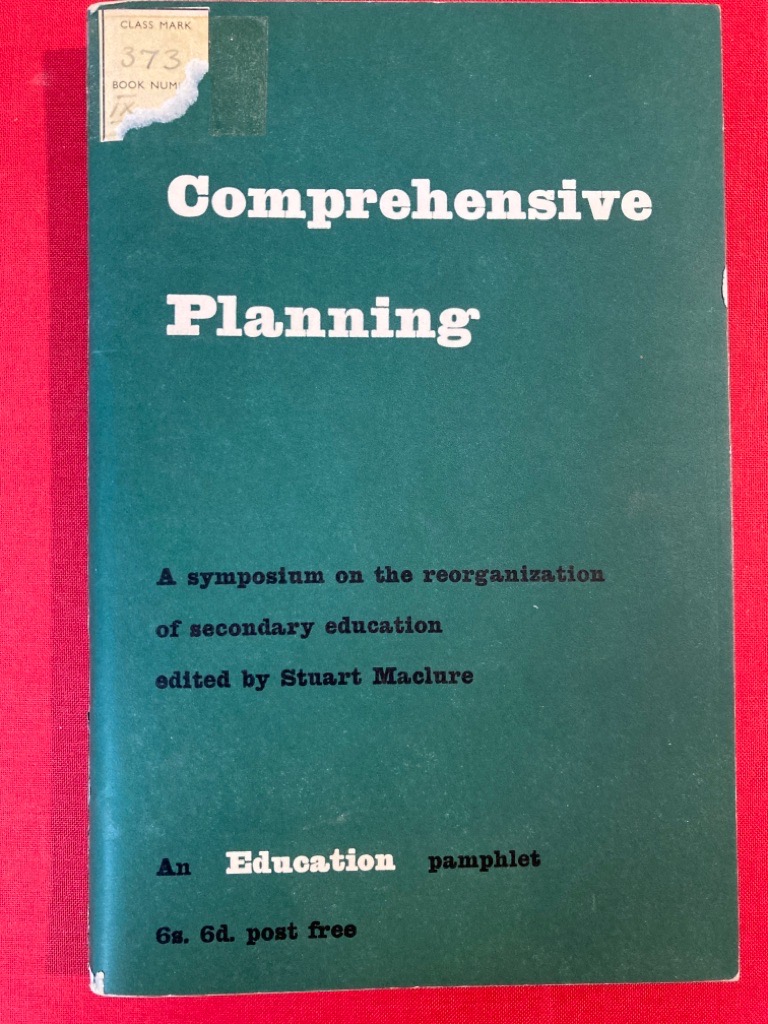 CLASS MARK
373
BOOK NUM
IX
Comprehensive
Planning
A symposium on the reorganization
of secondary education
edited by Stuart Maclure
An Education pamphlet
6s. 6d. post free